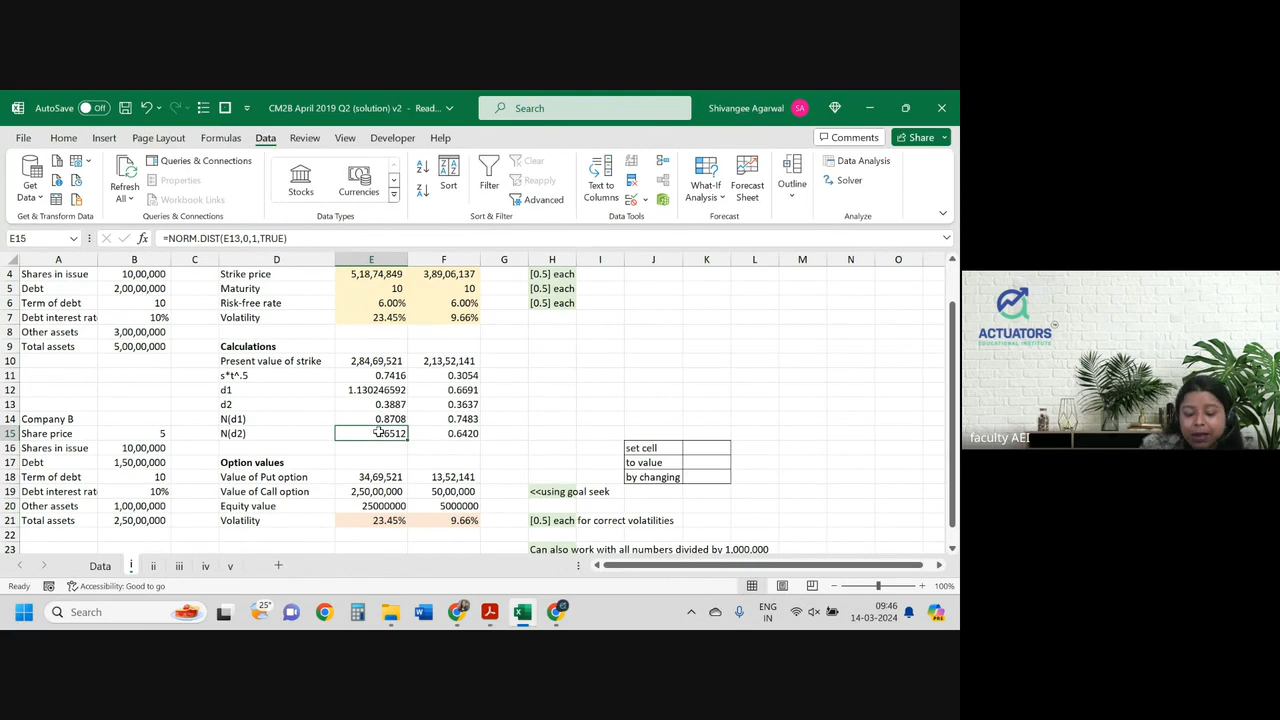 AutoSave Off CM2B April 2019 Q2 (solution) v2 - Read... Search Shivangee Agarwal SA
File Home Insert Page Layout Formulas Data Review View Developer Help Comments Share
Get Data Refresh All Queries & Connections Properties Workbook Links Stocks Currencies Sort Filter Clear Reapply Advanced Text to Columns What-If Analysis Forecast Sheet Outline Data Analysis Solver
Get & Transform Data Queries & Connections Data Types Sort & Filter Data Tools Forecast Analyze
E15 fx =NORM.DIST(E13,0,1,TRUE)
A B C D E F G H I J K L M N O
4 Shares in issue 10,00,000 Strike price 5,18,74,849 3,89,06,137 [0.5] each
5 Debt 2,00,00,000 Maturity 10 10 [0.5] each
6 Term of debt 10 Risk-free rate 6.00% 6.00% [0.5] each
7 Debt interest rat 10% Volatility 23.45% 9.66%
8 Other assets 3,00,00,000
9 Total assets 5,00,00,000 Calculations
10 Present value of strike 2,84,69,521 2,13,52,141
11 s*t^.5 0.7416 0.3054
12 d1 1.130246592 0.6691
13 d2 0.3887 0.3637
14 Company B N(d1) 0.8708 0.7483
15 Share price 5 N(d2) 6512 0.6420
16 Shares in issue 10,00,000 set cell
17 Debt 1,50,00,000 Option values to value
18 Term of debt 10 Value of Put option 34,69,521 13,52,141 by changing
19 Debt interest rat 10% Value of Call option 2,50,00,000 50,00,000 <<using goal seek
20 Other assets 1,00,00,000 Equity value 25000000 5000000
21 Total assets 2,50,00,000 Volatility 23.45% 9.66% [0.5] each for correct volatilities
22
23 Can also work with all numbers divided by 1,000,000
Data i ii iii iv v
Ready Accessibility: Good to go 100%
Search 25° ENG IN 09:46 14-03-2024 PRE
ACTUATORS
EDUCATIONAL INSTITUTE
faculty AEI